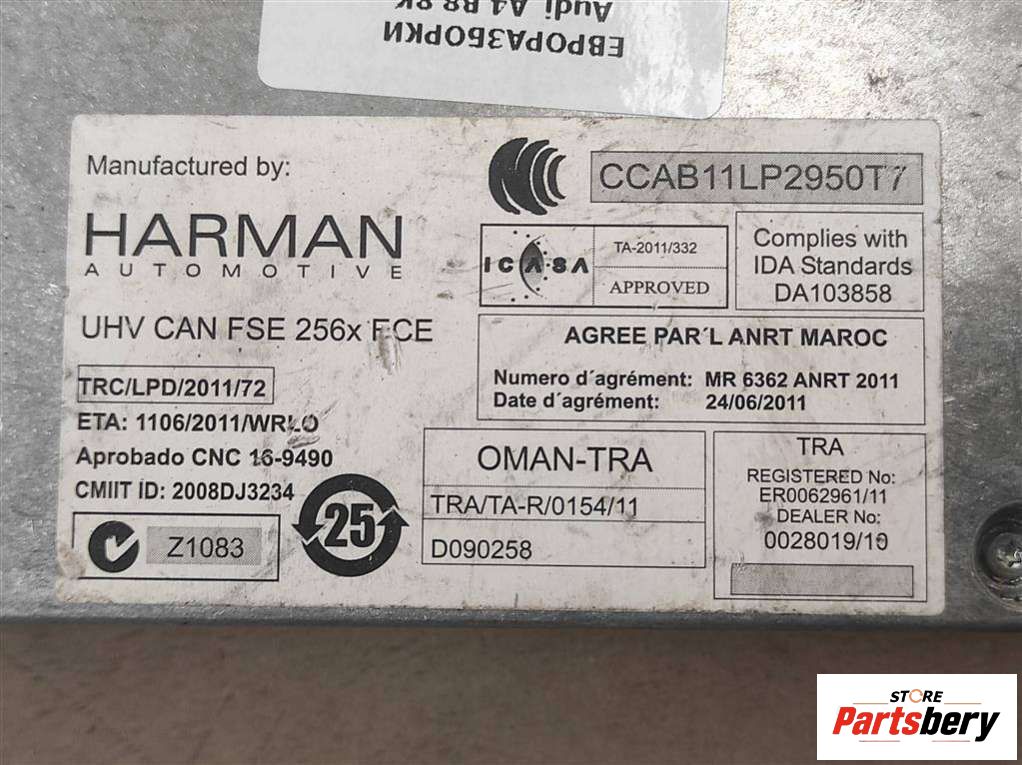 ЕВРОРАЗБОРКИ
Audi A4 B8 8K
Manufactured by:
HARMAN
AUTOMOTIVE
UHV CAN FSE 256x FCE
TRC/LPD/2011/72
ETA: 1106/2011/WRLO
Aprobado CNC 16-9490
CMIIT ID: 2008DJ3234
Z1083
25
CCAB11LP2950T7
ICASA
TA-2011/332
APPROVED
Complies with
IDA Standards
DA103858
AGREE PAR´L ANRT MAROC
Numero d´agrément: MR 6362 ANRT 2011
Date d´agrément: 24/06/2011
OMAN-TRA
TRA/TA-R/0154/11
D090258
TRA
REGISTERED No:
ER0062961/11
DEALER No:
0028019/10
STORE
Partsbery